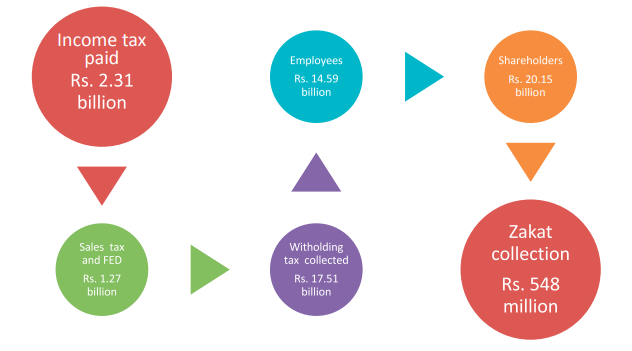 Income tax
paid
Rs. 2.31
billion
Sales tax
and FED
Rs. 1.27
billion
Witholding
tax collected
Rs. 17.51
billion
Employees
Rs. 14.59
billion
Shareholders
Rs. 20.15
billion
Zakat
collection
Rs. 548
million